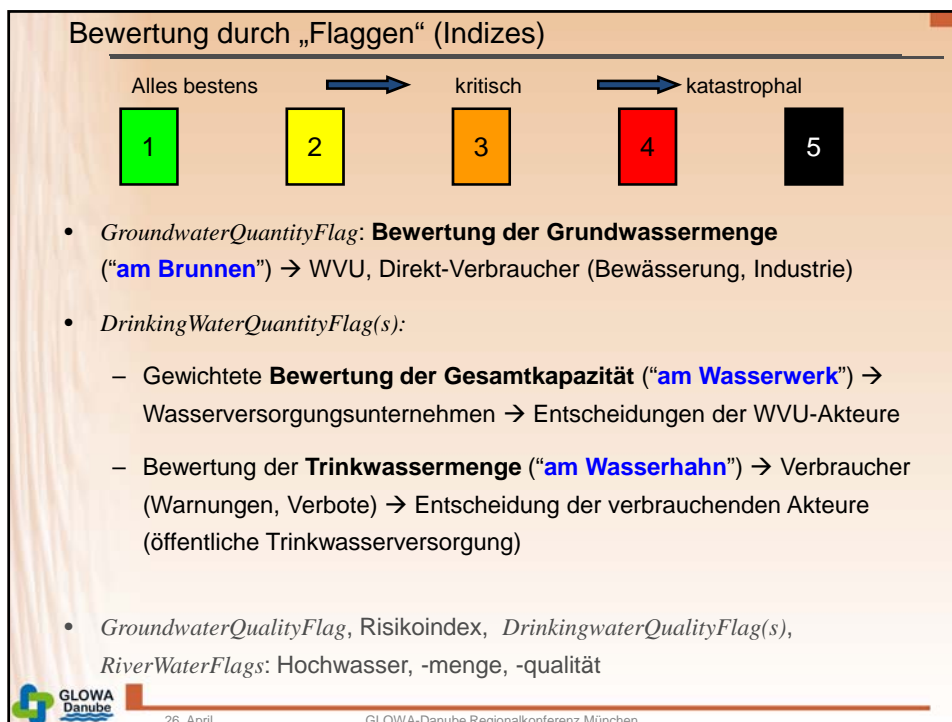 Bewertung durch „Flaggen“ (Indizes)
Alles bestens kritisch katastrophal
1 2 3 4 5
• GroundwaterQuantityFlag: Bewertung der Grundwassermenge
(“am Brunnen”) → WVU, Direkt-Verbraucher (Bewässerung, Industrie)
• DrinkingWaterQuantityFlag(s):
– Gewichtete Bewertung der Gesamtkapazität (“am Wasserwerk”) →
Wasserversorgungsunternehmen → Entscheidungen der WVU-Akteure
– Bewertung der Trinkwassermenge (“am Wasserhahn”) → Verbraucher
(Warnungen, Verbote) → Entscheidung der verbrauchenden Akteure
(öffentliche Trinkwasserversorgung)
• GroundwaterQualityFlag, Risikoindex, DrinkingwaterQualityFlag(s),
RiverWaterFlags: Hochwasser, -menge, -qualität
GLOWA
Danube
26. April GLOWA-Danube Regionalkonferenz München